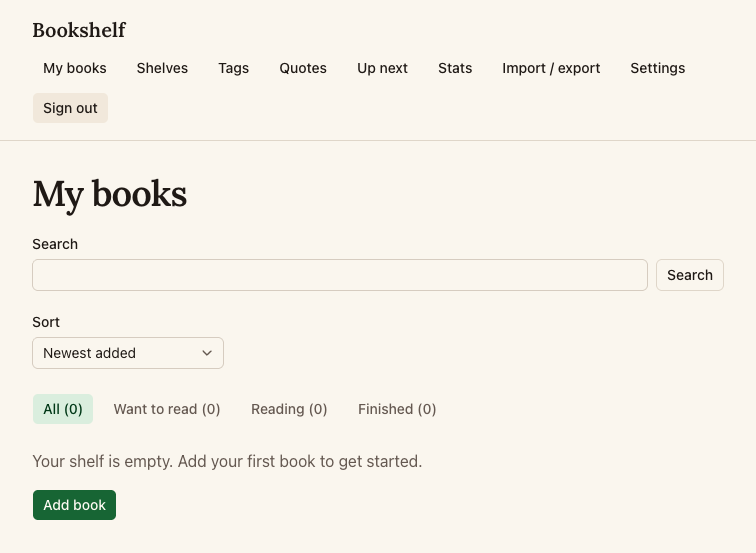 Bookshelf
My books Shelves Tags Quotes Up next Stats Import / export Settings
Sign out
My books
Search
Search
Sort
Newest added
All (0) Want to read (0) Reading (0) Finished (0)
Your shelf is empty. Add your first book to get started.
Add book